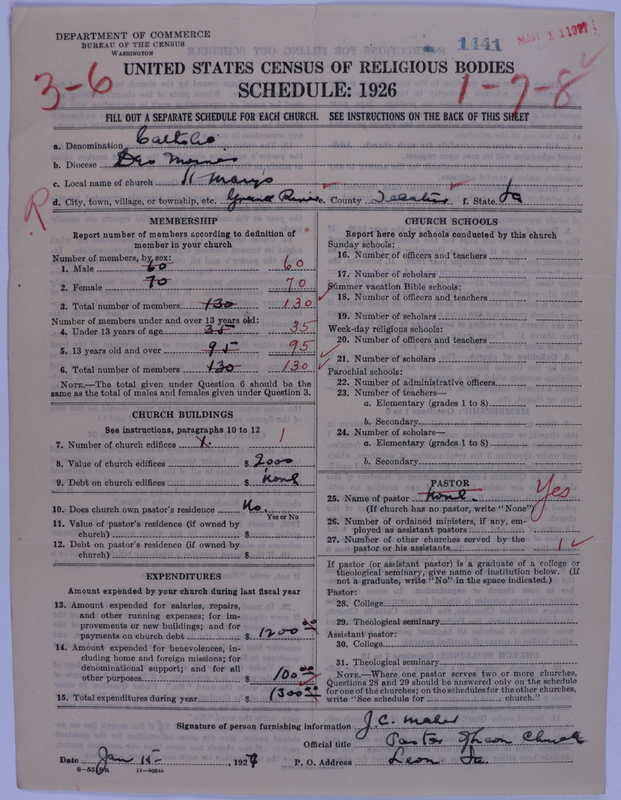 DEPARTMENT OF COMMERCE
BUREAU OF THE CENSUS
WASHINGTON
1441
MAR 11 1927
UNITED STATES CENSUS OF RELIGIOUS BODIES
SCHEDULE: 1926
3-6
1-7-8
FILL OUT A SEPARATE SCHEDULE FOR EACH CHURCH. SEE INSTRUCTIONS ON THE BACK OF THIS SHEET
a. Denomination Catholic
b. Diocese Des Moines
c. Local name of church St Marys
d. City, town, village, or township, etc. Grand River e. County Decatur f. State Ia
R
MEMBERSHIP
Report number of members according to definition of
member in your church
Number of members, by sex:
1. Male 60 60
2. Female 70 70
3. Total number of members 130 130
Number of members under and over 13 years old:
4. Under 13 years of age 35 35
5. 13 years old and over 95 95
6. Total number of members 130 130
NOTE.—The total given under Question 6 should be the
same as the total of males and females given under Question 3.
CHURCH BUILDINGS
See instructions, paragraphs 10 to 12
7. Number of church edifices 1. 1
8. Value of church edifices $ 2000
9. Debt on church edifices $ None
10. Does church own pastor's residence No.
Yes or No
11. Value of pastor's residence (if owned by
church) $
12. Debt on pastor's residence (if owned by
church) $
EXPENDITURES
Amount expended by your church during last fiscal year
13. Amount expended for salaries, repairs,
and other running expenses; for im-
provements or new buildings; and for
payments on church debt $ 1200 00
14. Amount expended for benevolences, in-
cluding home and foreign missions; for
denominational support; and for all
other purposes $ 100 00
15. Total expenditures during year $ 1300 00
CHURCH SCHOOLS
Report here only schools conducted by this church
Sunday schools:
16. Number of officers and teachers
17. Number of scholars
Summer vacation Bible schools:
18. Number of officers and teachers
19. Number of scholars
Week-day religious schools:
20. Number of officers and teachers
21. Number of scholars
Parochial schools:
22. Number of administrative officers
23. Number of teachers—
a. Elementary (grades 1 to 8)
b. Secondary
24. Number of scholars—
a. Elementary (grades 1 to 8)
b. Secondary
PASTOR
25. Name of pastor None Yes
(If church has no pastor, write "None")
26. Number of ordained ministers, if any, em-
ployed as assistant pastors
27. Number of other churches served by the
pastor or his assistants 1
If pastor (or assistant pastor) is a graduate of a college or
theological seminary, give name of institution below. (If
not a graduate, write "No" in the space indicated.)
Pastor:
28. College
29. Theological seminary
Assistant pastor:
30. College
31. Theological seminary
NOTE.—Where one pastor serves two or more churches,
Questions 28 and 29 should be answered only on the schedule
for one of the churches; on the schedules for the other churches,
write "See schedule for church."
Signature of person furnishing information J. C. Maher
Official title Pastor Church
Date Jan 15- , 1927 P. O. Address Leon Ia.